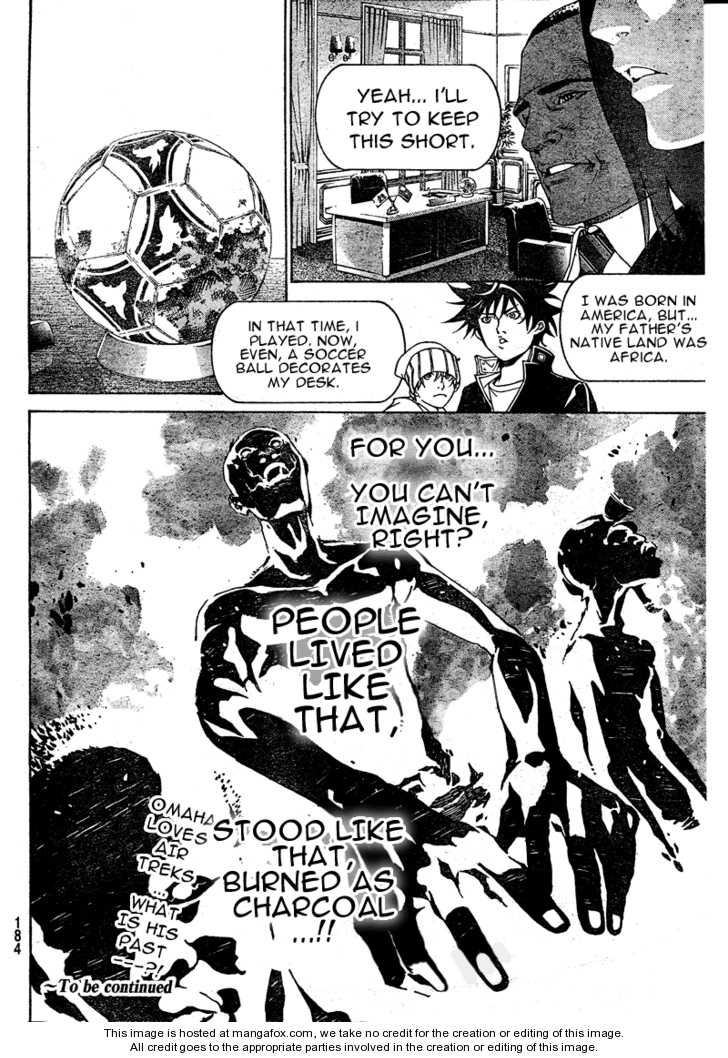 YEAH... I'LL
TRY TO KEEP
THIS SHORT.
I WAS BORN IN
AMERICA, BUT...
MY FATHER'S
NATIVE LAND WAS
AFRICA.
IN THAT TIME, I
PLAYED. NOW,
EVEN, A SOCCER
BALL DECORATES
MY DESK.
FOR YOU...
YOU CAN'T
IMAGINE,
RIGHT?
PEOPLE
LIVED
LIKE
THAT,
STOOD LIKE
THAT,
BURNED AS
CHARCOAL
...!!
OMAHA
LOVES
AIR
TREKS
...
WHAT
IS HIS
PAST
---?!
~To be continued
184
This image is hosted at mangafox.com, we take no credit for the creation or editing of this image.
All credit goes to the appropriate parties involved in the creation or editing of this image.